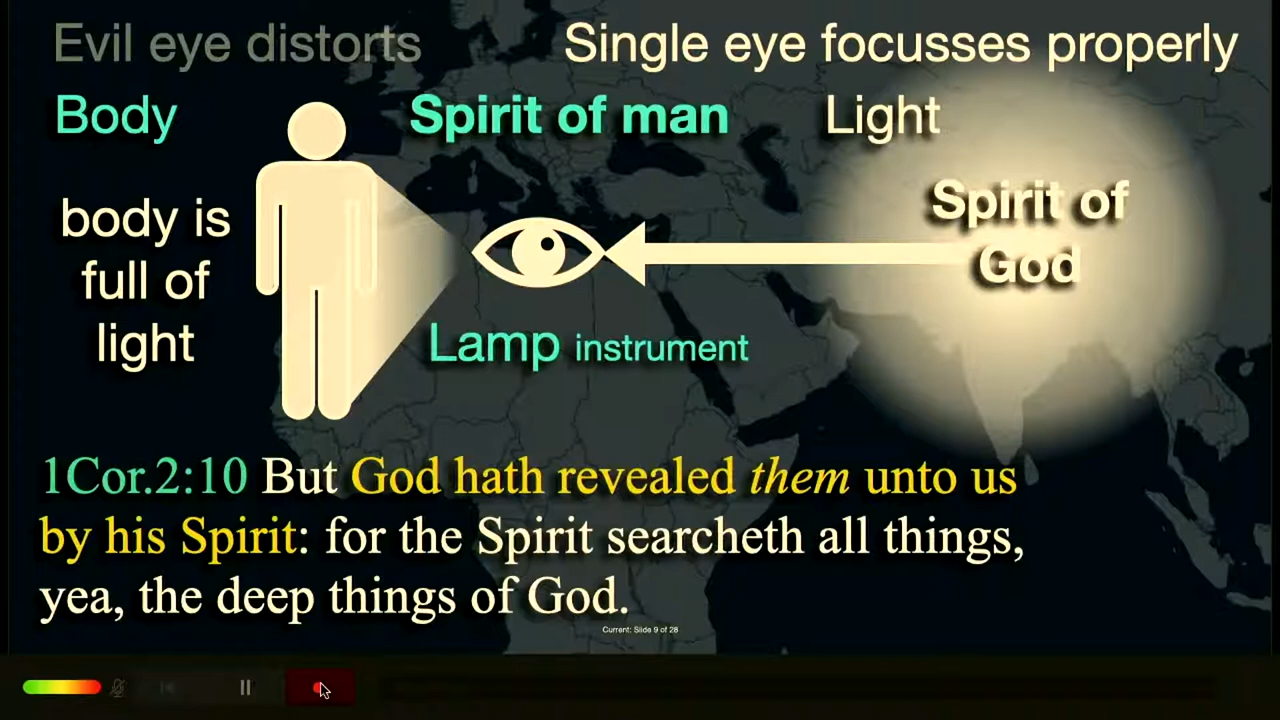 Evil eye distorts
Single eye focusses properly
Body
Spirit of man
Light
body is
full of
light
Spirit of
God
Lamp instrument
1Cor.2:10 But God hath revealed them unto us
by his Spirit: for the Spirit searcheth all things,
yea, the deep things of God.
Current: Slide 9 of 28